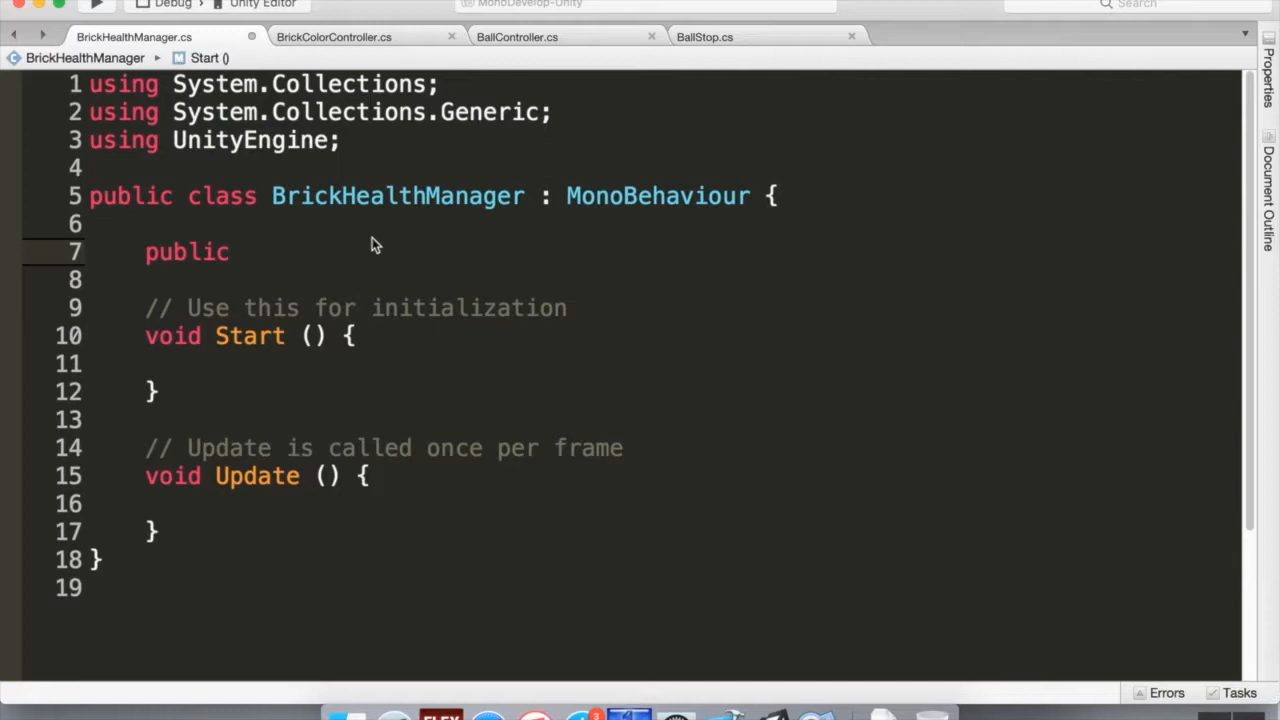 Debug
Unity Editor
MonoDevelop-Unity
Search
BrickHealthManager.cs
BrickColorController.cs
BallController.cs
BallStop.cs
BrickHealthManager
M Start ()
Properties
Document Outline
1 using System.Collections;
2 using System.Collections.Generic;
3 using UnityEngine;
4
5 public class BrickHealthManager : MonoBehaviour {
6
7 public
8
9 // Use this for initialization
10 void Start () {
11
12 }
13
14 // Update is called once per frame
15 void Update () {
16
17 }
18 }
19
Errors
Tasks
FLEX
3